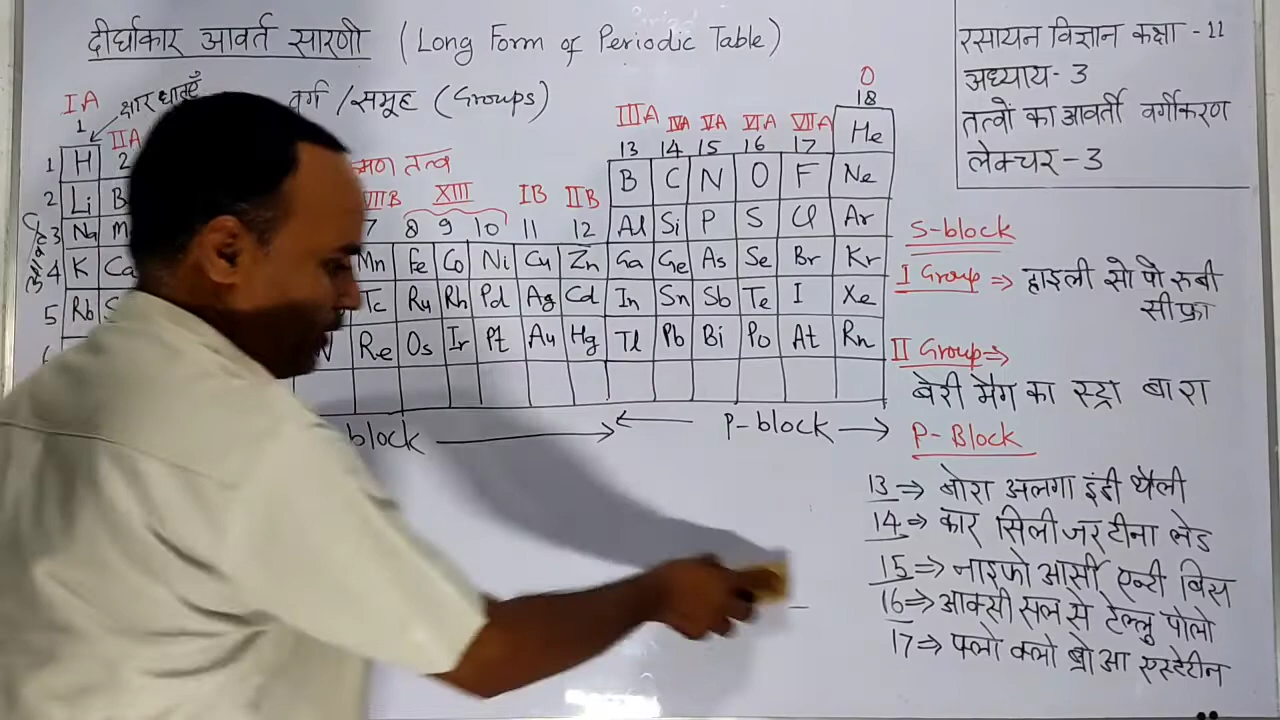 दीर्घाकार आवर्त सारणी (Long Form of Periodic Table)
रसायन विज्ञान कक्षा - 11
अध्याय- 3
तत्वों का आवर्ती वर्गीकरण
लेक्चर - 3
IA क्षार धातुएँ वर्ग / समूह (Groups)
0
1 18
IIA IIIA IVA VA VIA VIIA
1 H 2 13 14 15 16 17 He
तत्व
2 Li B C N O F Ne
VIIB XIII IB IIB
3 Na 7 8 9 10 11 12 Al Si P S Cl Ar
4 K Ca Mn Fe Co Ni Cu Zn Ga Ge As Se Br Kr
5 Rb Tc Ru Rh Pd Ag Cd In Sn Sb Te I Xe
Re Os Ir Pt Au Hg Tl Pb Bi Po At Rn
block P-block
S-block
I Group ⇒ हाइली सो पो रुबी
सीफ्रा
II Group ⇒
बेरी मैग का स्ट्रा बा रा
P-Block
13 ⇒ बोरा अलगा इंडी थैली
14 ⇒ कार सिली जर टीना लेड
15 ⇒ नाइफो आर्सी एन्टी बिस
16 ⇒ आक्सी सल से टेल्लु पोलो
17 ⇒ फ्लो क्लो ब्रो आ एस्टेटीन